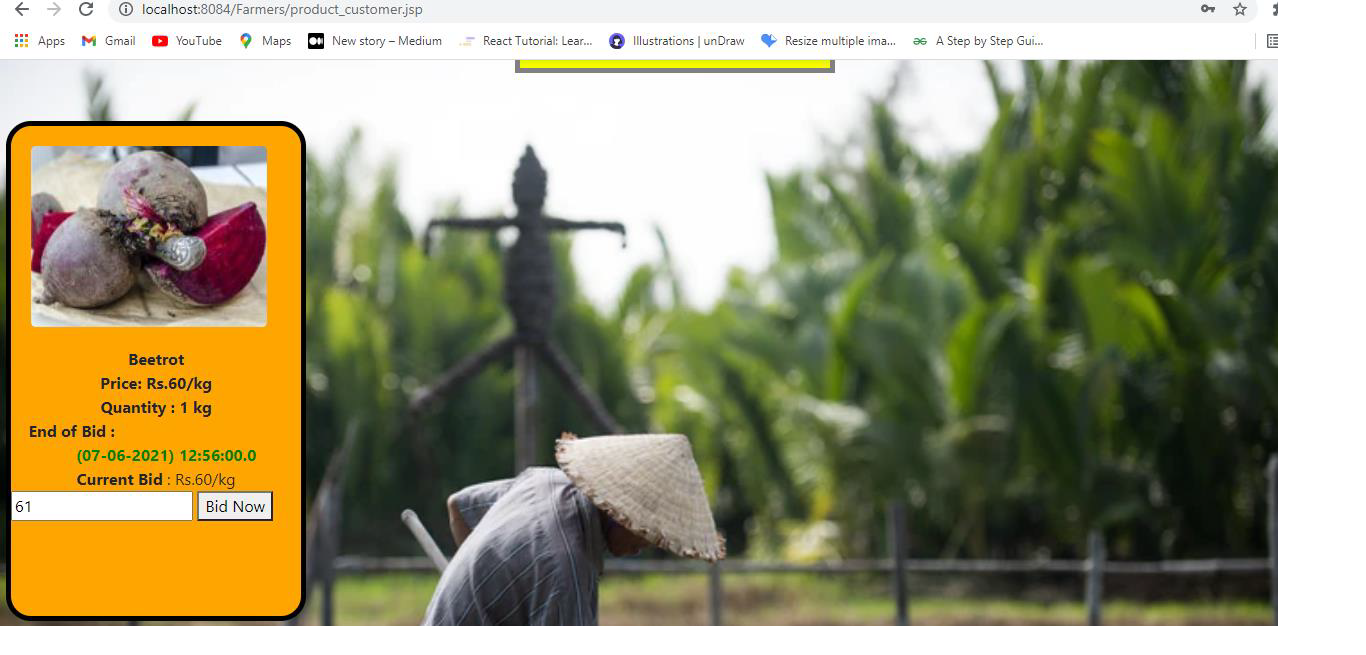 localhost:8084/Farmers/product_customer.jsp
Apps Gmail YouTube Maps New story – Medium React Tutorial: Lear... Illustrations | unDraw Resize multiple ima... A Step by Step Gui...
Beetrot
Price: Rs.60/kg
Quantity : 1 kg
End of Bid :
(07-06-2021) 12:56:00.0
Current Bid : Rs.60/kg
61 Bid Now